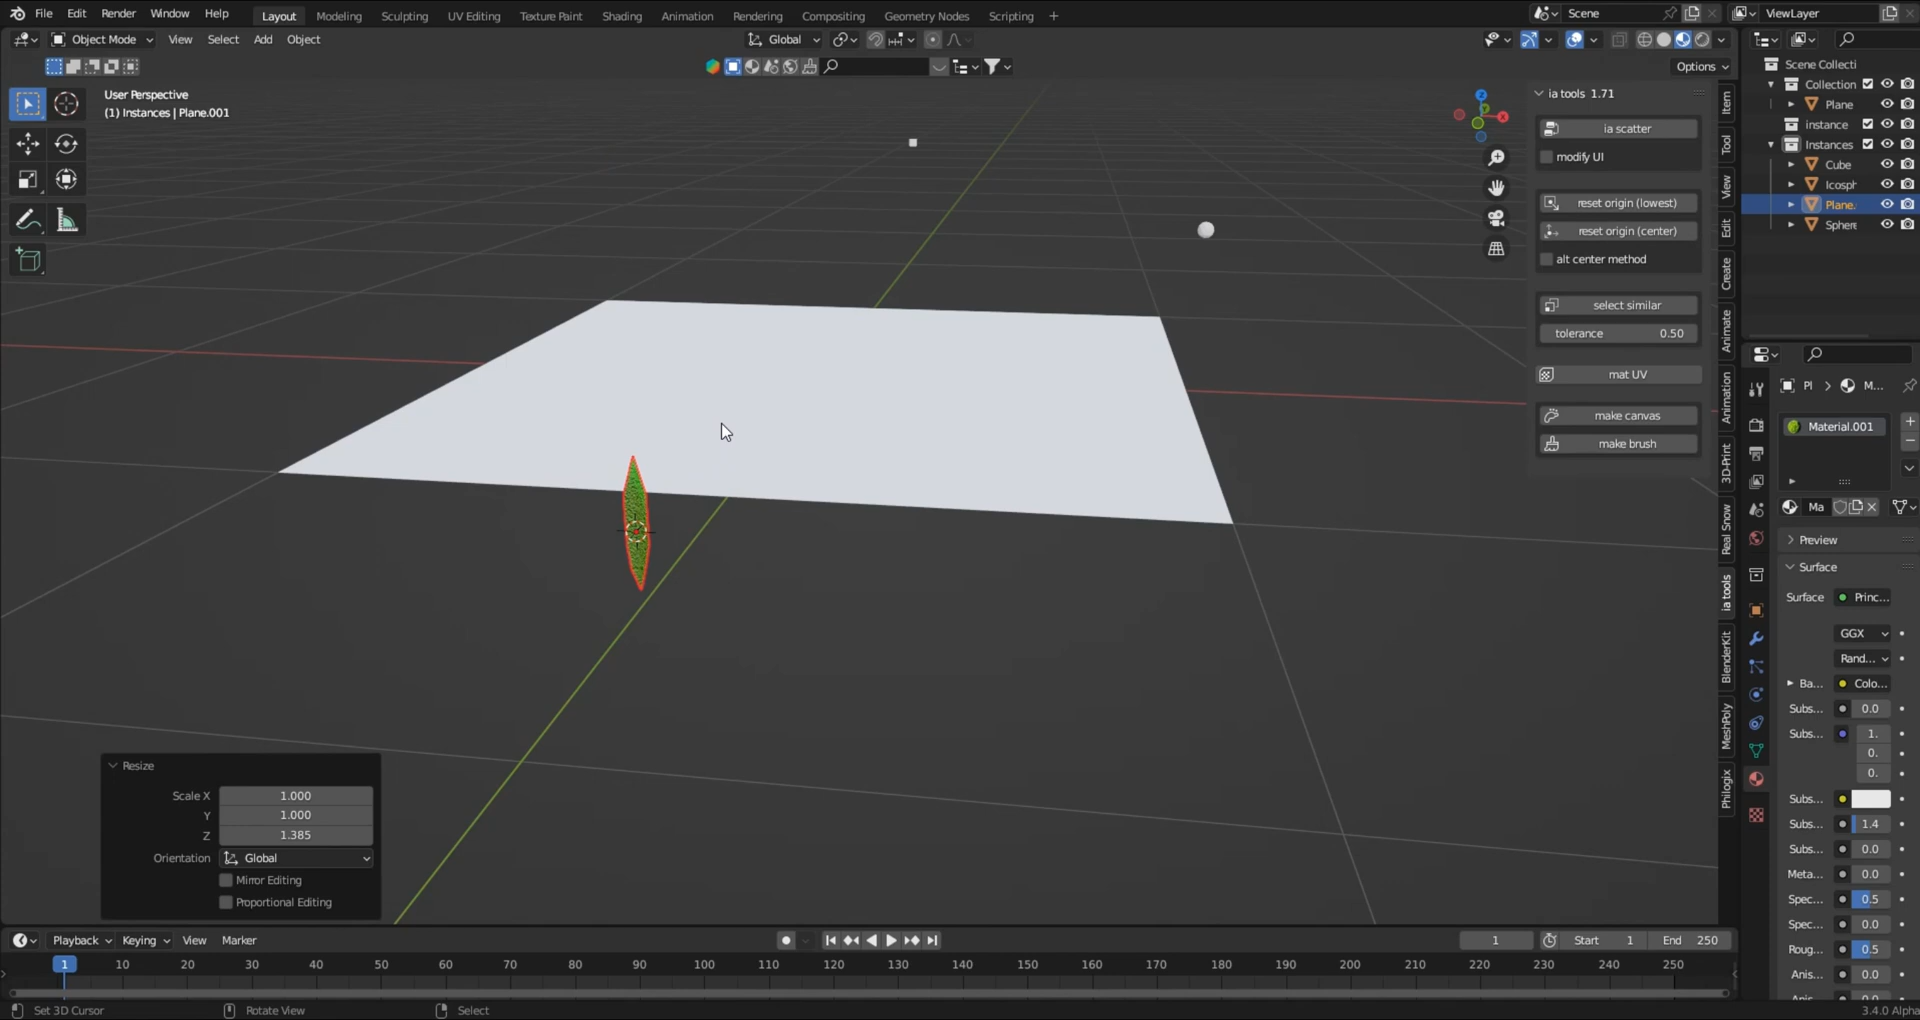 File Edit Render Window Help Layout Modeling Sculpting UV Editing Texture Paint Shading Animation Rendering Compositing Geometry Nodes Scripting + Scene ViewLayer
Object Mode View Select Add Object Global
Options
User Perspective
(1) Instances | Plane.001
ia tools 1.71
ia scatter
modify UI
reset origin (lowest)
reset origin (center)
alt center method
select similar
tolerance 0.50
mat UV
make canvas
make brush
Item
Tool
View
Edit
Create
Animate
Animation
3D-Print
Real Snow
ia tools
BlenderKit
MeshPoly
Philogix
Scene Collecti
Collection
Plane
instance
Instances
Cube
Icosph
Plane.
Sphere
Pl > M...
Material.001
Ma
Preview
Surface
Surface Princ...
GGX
Rand...
Ba... Colo...
Subs... 0.0
Subs... 1.
0.
0.
Subs...
Subs... 1.4
Subs... 0.0
Meta... 0.0
Spec... 0.5
Spec... 0.0
Roug... 0.5
Anis... 0.0
Resize
Scale X 1.000
Y 1.000
Z 1.385
Orientation Global
Mirror Editing
Proportional Editing
Playback Keying View Marker 1 Start 1 End 250
1 10 20 30 40 50 60 70 80 90 100 110 120 130 140 150 160 170 180 190 200 210 220 230 240 250
Set 3D Cursor Rotate View Select 3.4.0 Alpha